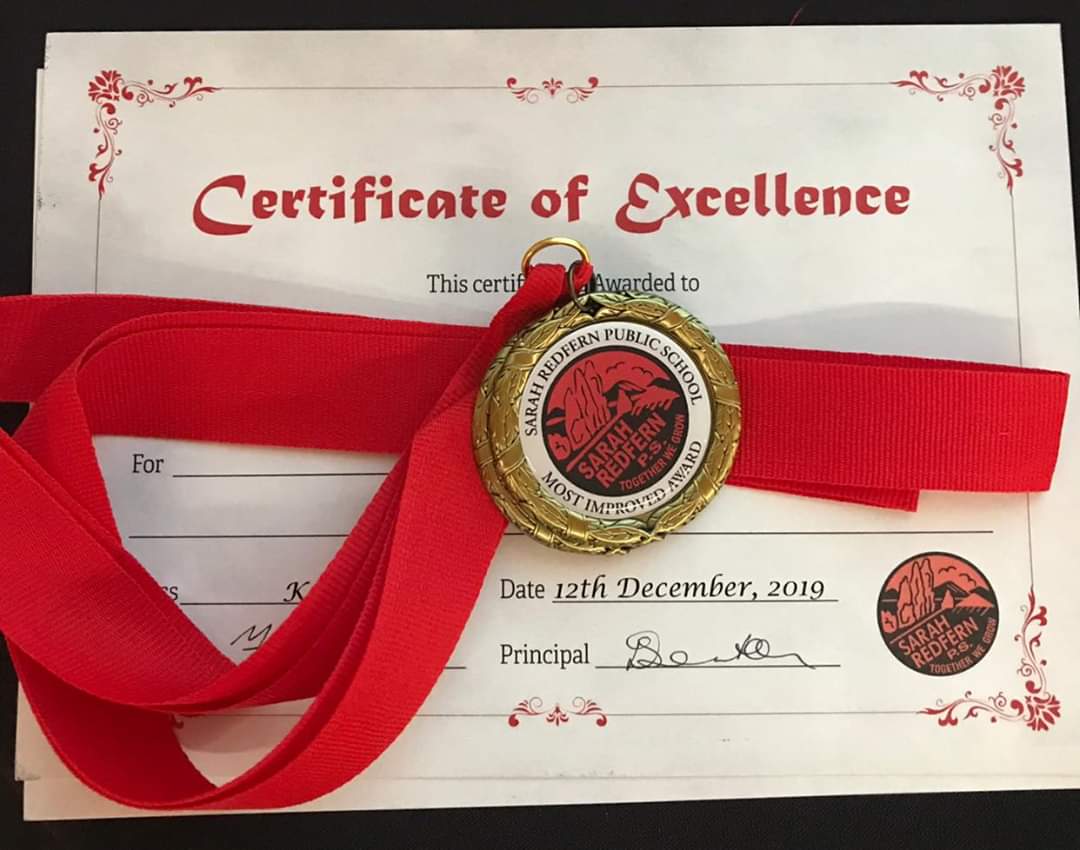 Certificate of Excellence
This certif Awarded to
SARAH REDFERN PUBLIC SCHOOL
SARAH
REDFERN
P.S.
TOGETHER WE GROW
MOST IMPROVED AWARD
For
ss K
Date 12th December, 2019
Principal
SARAH
REDFERN
P.S.
TOGETHER WE GROW